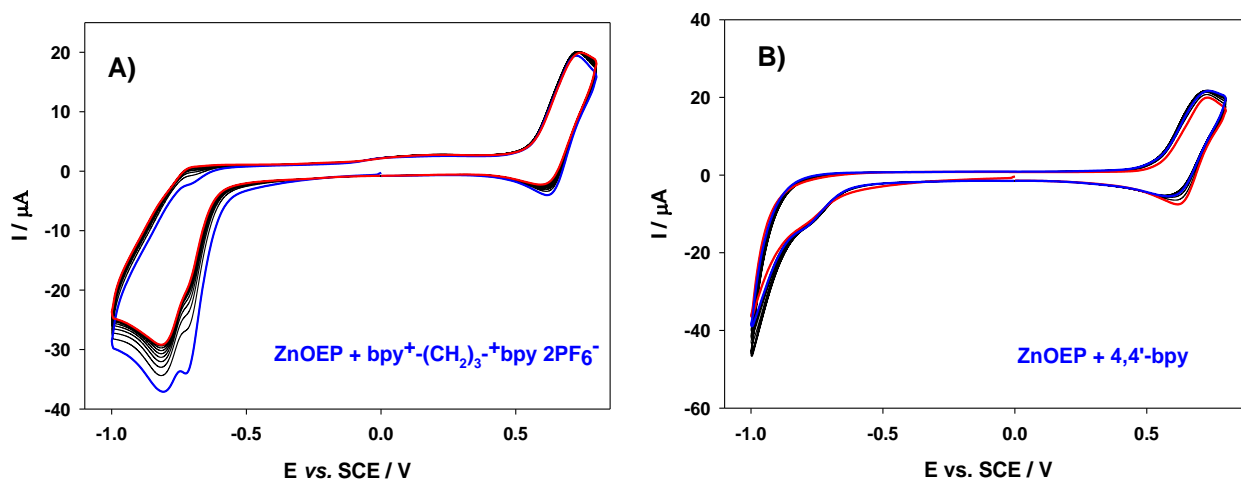 A)
I / µA
20
10
0
-10
-20
-30
-40
-1.0
-0.5
0.0
0.5
E vs. SCE / V
ZnOEP + bpy⁺-(CH₂)₃-⁺bpy 2PF₆⁻
B)
I / µA
40
20
0
-20
-40
-60
-1.0
-0.5
0.0
0.5
E vs. SCE / V
ZnOEP + 4,4'-bpy